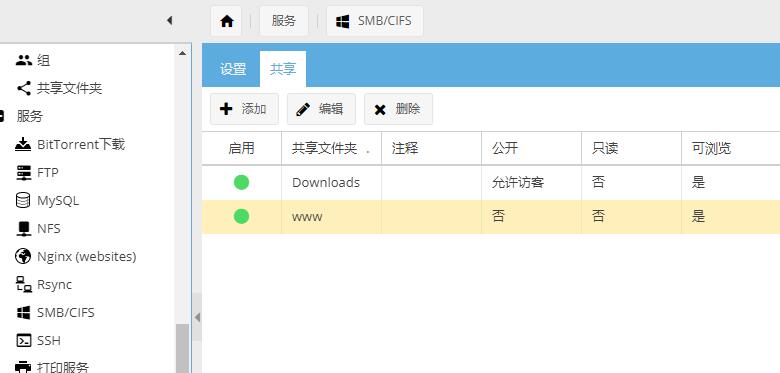 服务
SMB/CIFS
组
共享文件夹
服务
BitTorrent下载
FTP
MySQL
NFS
Nginx (websites)
Rsync
SMB/CIFS
SSH
打印服务
设置 共享
添加 编辑 删除
启用 共享文件夹 注释 公开 只读 可浏览
Downloads 允许访客 否 是
www 否 否 是